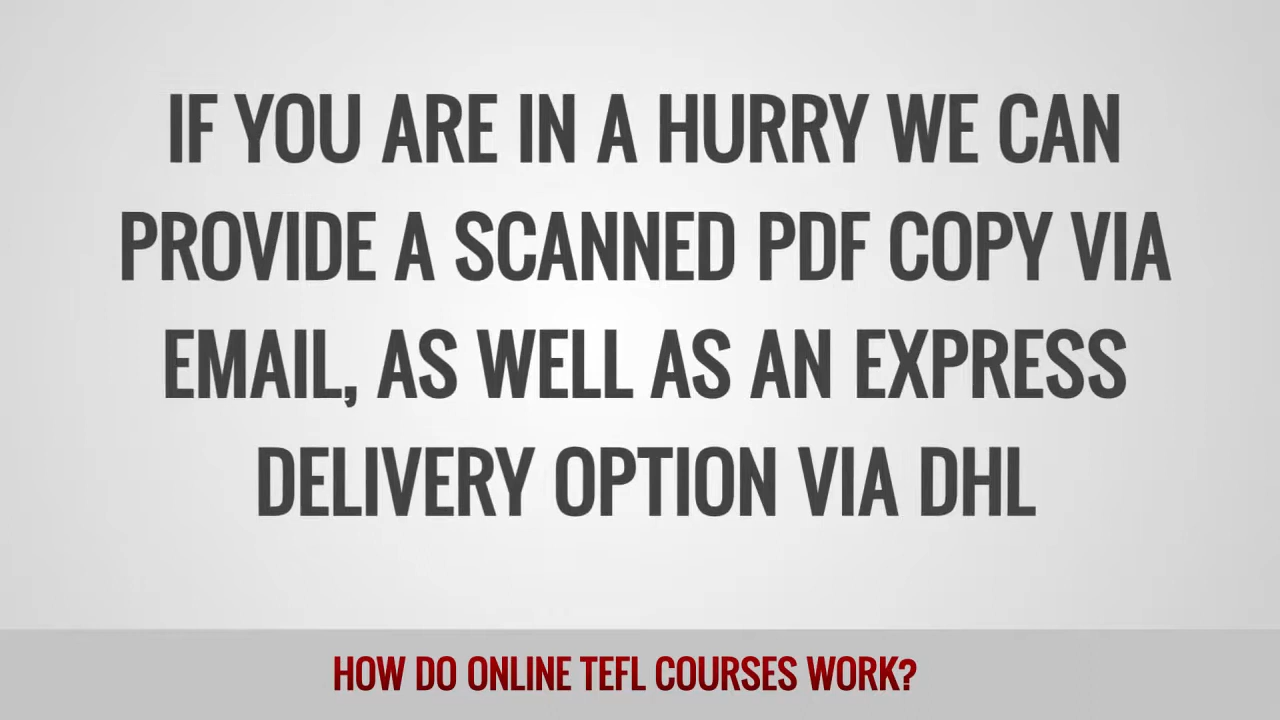 IF YOU ARE IN A HURRY WE CAN
PROVIDE A SCANNED PDF COPY VIA
EMAIL, AS WELL AS AN EXPRESS
DELIVERY OPTION VIA DHL
HOW DO ONLINE TEFL COURSES WORK?